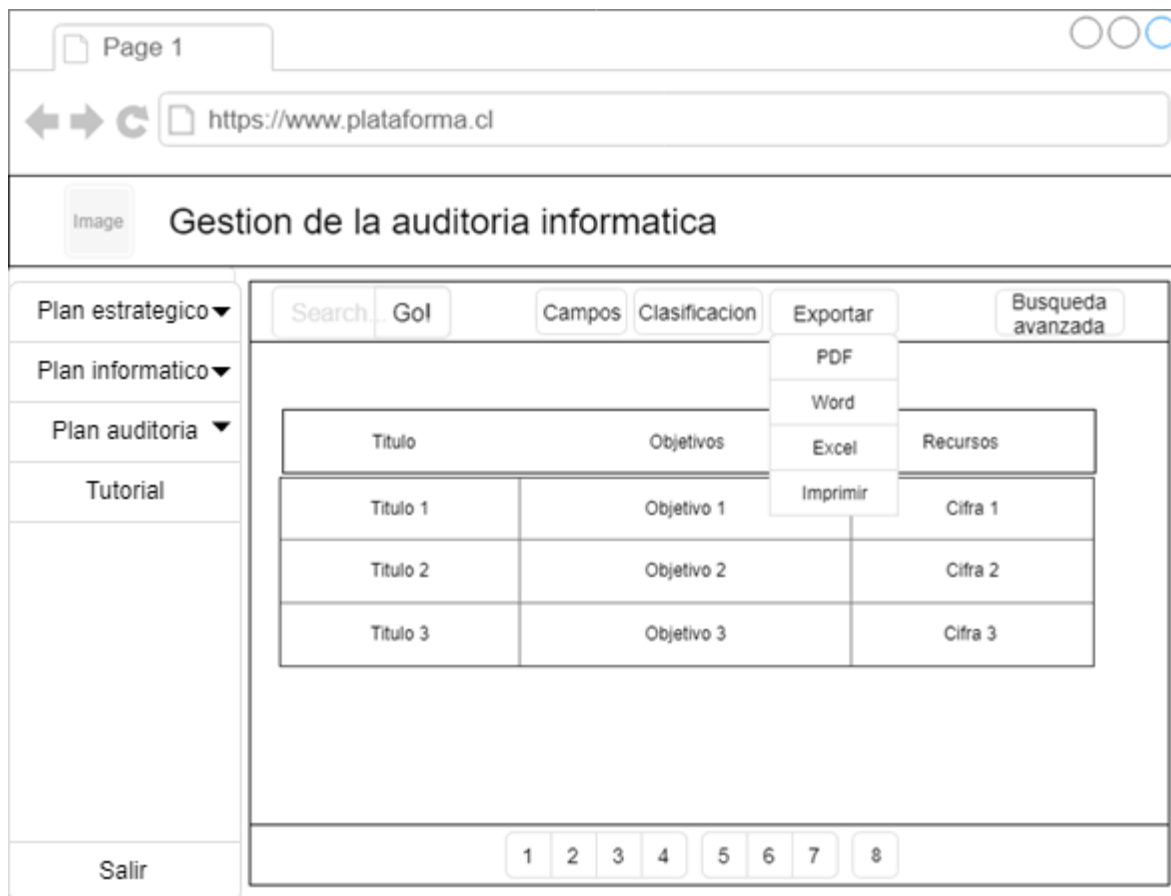 Page 1
https://www.plataforma.cl
Image
Gestion de la auditoria informatica
Plan estrategico
Plan informatico
Plan auditoria
Tutorial
Salir
Search... Go!
Campos
Clasificacion
Exportar
PDF
Word
Excel
Imprimir
Busqueda
avanzada
Titulo Objetivos Recursos
Titulo 1 Objetivo 1 Cifra 1
Titulo 2 Objetivo 2 Cifra 2
Titulo 3 Objetivo 3 Cifra 3
1 2 3 4 5 6 7 8